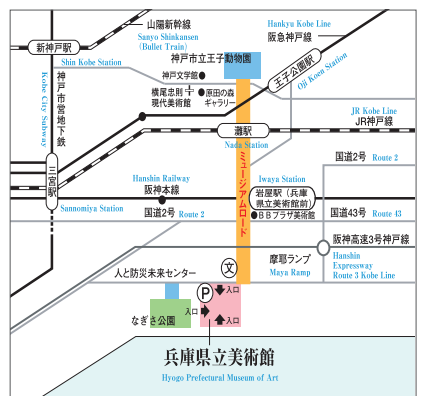 山陽新幹線
Sanyo Shinkansen
(Bullet Train)
Hankyu Kobe Line
阪急神戸線
新神戸駅
Shin Kobe Station
神戸市立王子動物園
神戸文学館
王子公園駅
Oji Koen Station
横尾忠則
現代美術館
原田の森
ギャラリー
神戸市営地下鉄
Kobe City Subway
JR Kobe Line
JR神戸線
灘駅
Nada Station
ミュージアムロード
国道2号 Route 2
三宮駅
Sannomiya Station
Hanshin Railway
阪神本線
Iwaya Station
岩屋駅（兵庫
県立美術館前）
BBプラザ美術館
国道2号 Route 2
国道43号 Route 43
阪神高速3号神戸線
Hanshin
Expressway
Route 3 Kobe Line
摩耶ランプ
Maya Ramp
文
人と防災未来センター
P
入口
入口
入口
なぎさ公園
兵庫県立美術館
Hyogo Prefectural Museum of Art